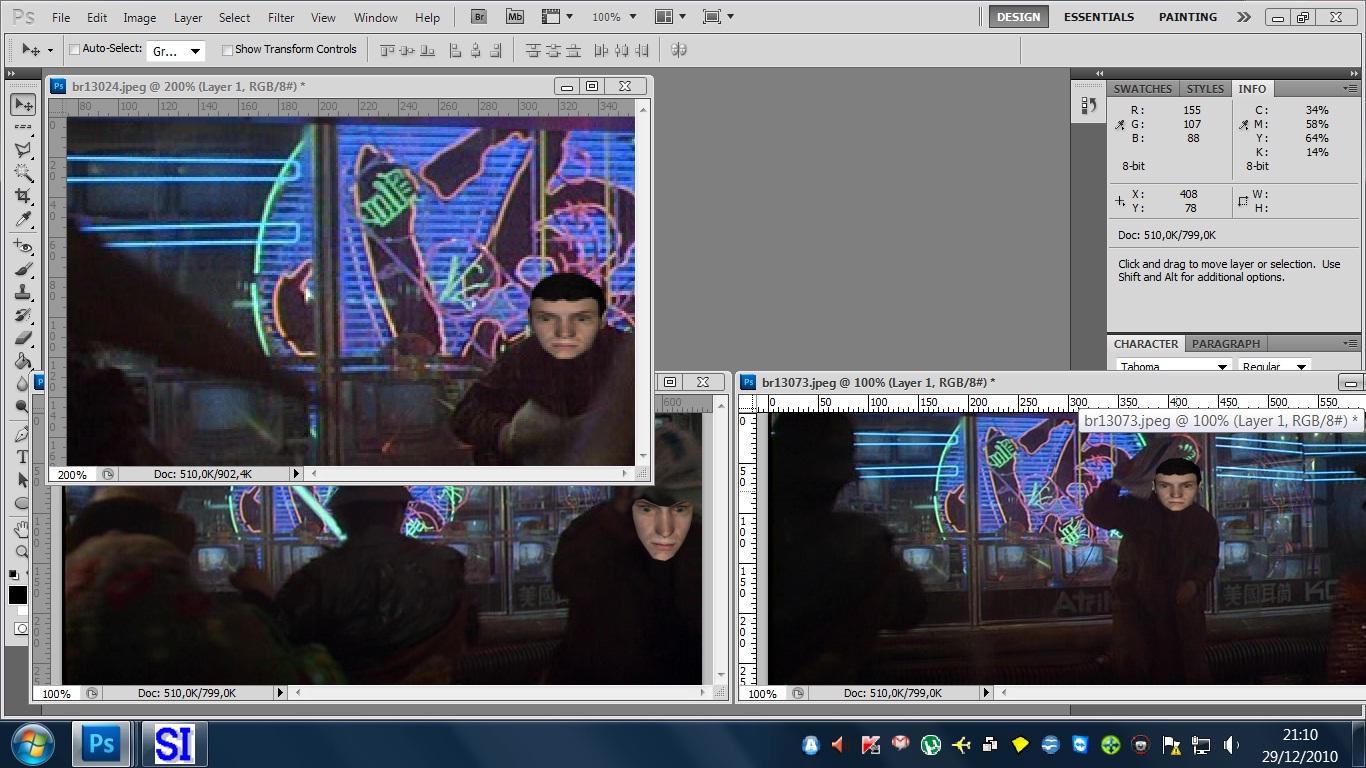 Ps File Edit Image Layer Select Filter View Window Help Br Mb 100% DESIGN ESSENTIALS PAINTING
Auto-Select: Gr... Show Transform Controls
br13024.jpeg @ 200% (Layer 1, RGB/8#) *
80 100 120 140 160 180 200 220 240 260 280 300 320 340
200% Doc: 510,0K/902,4K
600
100% Doc: 510,0K/799,0K
br13073.jpeg @ 100% (Layer 1, RGB/8#) *
0 50 100 150 200 250 300 350 400 450 500 550
br13073.jpeg @ 100% (Layer 1, RGB/8#) *
美國耳筒
100% Doc: 510,0K/799,0K
SWATCHES STYLES INFO
R: 155 C: 34%
G: 107 M: 58%
B: 88 Y: 64%
K: 14%
8-bit 8-bit
X: 408 W:
Y: 78 H:
Doc: 510,0K/799,0K
Click and drag to move layer or selection. Use
Shift and Alt for additional options.
CHARACTER PARAGRAPH
Tahoma Regular
Ps SI
21:10
29/12/2010